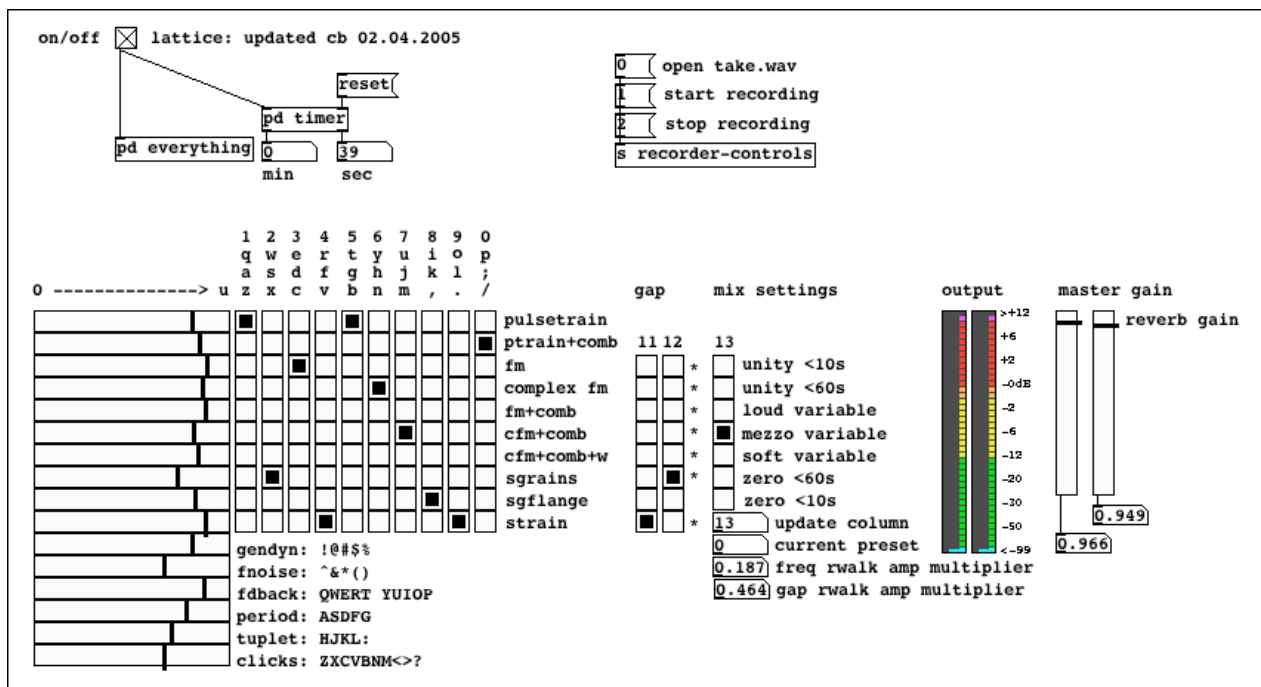 on/off lattice: updated cb 02.04.2005
reset
pd timer
pd everything
0 39
min sec
0 open take.wav
1 start recording
2 stop recording
s recorder-controls
1 2 3 4 5 6 7 8 9 0
q w e r t y u i o p
a s d f g h j k l ;
0 --------------> u z x c v b n m , . /
gap mix settings output master gain
pulsetrain
ptrain+comb
fm
complex fm
fm+comb
cfm+comb
cfm+comb+w
sgrains
sgflange
strain
gendyn: !@#$%
fnoise: ^&*()
fdback: QWERT YUIOP
period: ASDFG
tuplet: HJKL:
clicks: ZXCVBNM<>?
11 12 13
* unity <10s
* unity <60s
* loud variable
* mezzo variable
* soft variable
* zero <60s
zero <10s
* 13 update column
0 current preset
0.187 freq rwalk amp multiplier
0.464 gap rwalk amp multiplier
>+12
+6
+2
-0dB
-2
-6
-12
-20
-30
-50
<-99
reverb gain
0.949
0.966